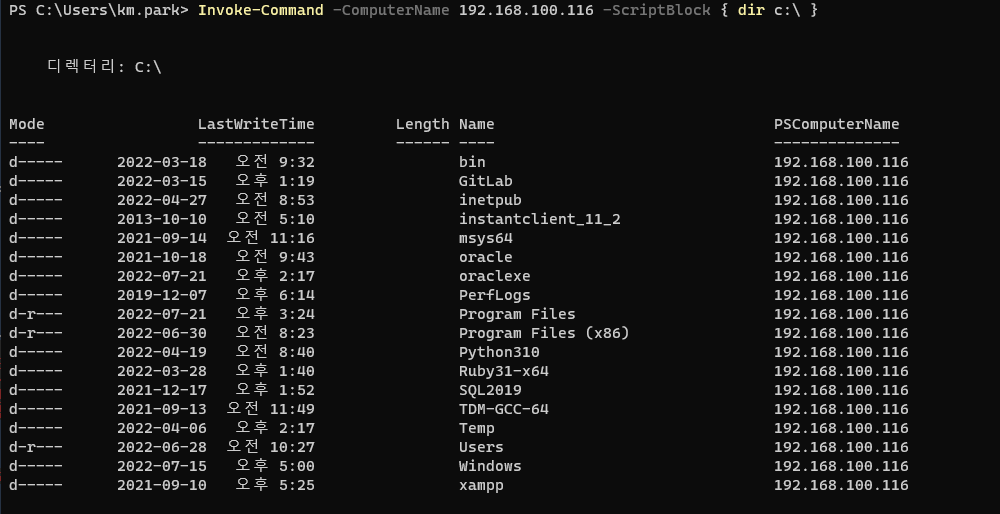 PS C:\Users\km.park> Invoke-Command -ComputerName 192.168.100.116 -ScriptBlock { dir c:\ }
디렉터리: C:\
Mode LastWriteTime Length Name PSComputerName
---- ------------- ------ ---- --------------
d----- 2022-03-18 오전 9:32 bin 192.168.100.116
d----- 2022-03-15 오후 1:19 GitLab 192.168.100.116
d----- 2022-04-27 오전 8:53 inetpub 192.168.100.116
d----- 2013-10-10 오전 5:10 instantclient_11_2 192.168.100.116
d----- 2021-09-14 오전 11:16 msys64 192.168.100.116
d----- 2021-10-18 오전 9:43 oracle 192.168.100.116
d----- 2022-07-21 오후 2:17 oraclexe 192.168.100.116
d----- 2019-12-07 오후 6:14 PerfLogs 192.168.100.116
d-r--- 2022-07-21 오후 3:24 Program Files 192.168.100.116
d-r--- 2022-06-30 오전 8:23 Program Files (x86) 192.168.100.116
d----- 2022-04-19 오전 8:40 Python310 192.168.100.116
d----- 2022-03-28 오후 1:40 Ruby31-x64 192.168.100.116
d----- 2021-12-17 오후 1:52 SQL2019 192.168.100.116
d----- 2021-09-13 오전 11:49 TDM-GCC-64 192.168.100.116
d----- 2022-04-06 오후 2:17 Temp 192.168.100.116
d-r--- 2022-06-28 오전 10:27 Users 192.168.100.116
d----- 2022-07-15 오후 5:00 Windows 192.168.100.116
d----- 2021-09-10 오후 5:25 xampp 192.168.100.116